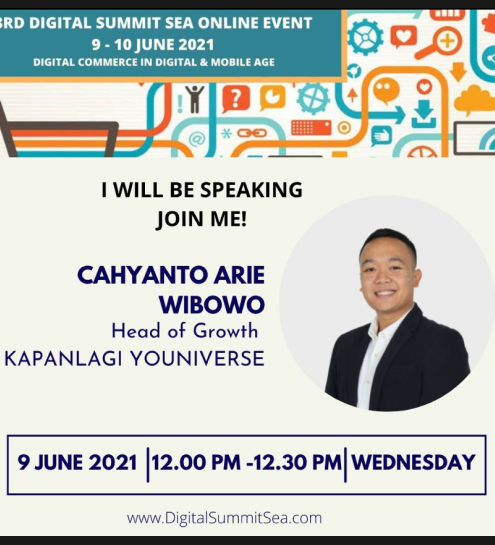 3RD DIGITAL SUMMIT SEA ONLINE EVENT
9 - 10 JUNE 2021
DIGITAL COMMERCE IN DIGITAL & MOBILE AGE
I WILL BE SPEAKING
JOIN ME!
CAHYANTO ARIE
WIBOWO
Head of Growth
KAPANLAGI YOUNIVERSE
9 JUNE 2021 | 12.00 PM -12.30 PM | WEDNESDAY
www.DigitalSummitSea.com